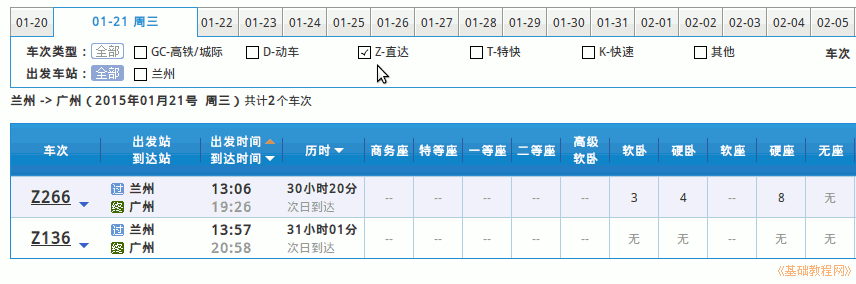 01-20 01-21 周三 01-22 01-23 01-24 01-25 01-26 01-27 01-28 01-29 01-30 01-31 02-01 02-02 02-03 02-04 02-05
车次类型： 全部 GC-高铁/城际 D-动车 Z-直达 T-特快 K-快速 其他 车次
出发车站： 全部 兰州
兰州 -> 广州（2015年01月21号 周三）共计2个车次
车次 出发站 到达站 出发时间 到达时间 历时 商务座 特等座 一等座 二等座 高级软卧 软卧 硬卧 软座 硬座 无座
Z266 过 兰州 13:06 30小时20分 -- -- -- -- -- 3 4 -- 8 无
终 广州 19:26 次日到达
Z136 过 兰州 13:57 31小时01分 -- -- -- -- -- 无 无 -- 无 无
终 广州 20:58 次日到达
《基础教程网》